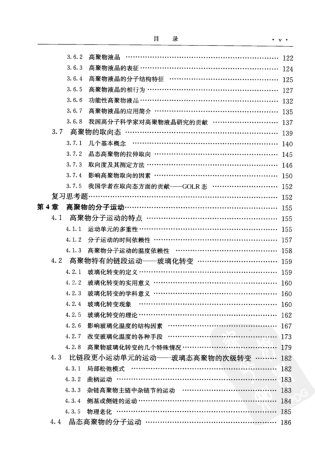 目 录 · v ·
3.6.2 高聚物液晶 122
3.6.3 高聚物液晶的表征 124
3.6.4 高聚物液晶的分子结构特征 125
3.6.5 高聚物液晶的相行为 127
3.6.6 功能性高聚物液晶 132
3.6.7 高聚物液晶的应用简介 135
3.6.8 我国高分子科学家对高聚物液晶研究的贡献 137
3.7 高聚物的取向态 139
3.7.1 几个基本概念 140
3.7.2 晶态高聚物的拉伸取向 145
3.7.3 取向度及其测定方法 146
3.7.4 影响高聚物取向的因素 150
3.7.5 我国学者在取向态方面的贡献——GOLR态 152
复习思考题 152
第4章 高聚物的分子运动 155
4.1 高聚物分子运动的特点 155
4.1.1 运动单元的多重性 155
4.1.2 分子运动的时间依赖性 156
4.1.3 高聚物分子运动的温度依赖性 157
4.2 高聚物特有的链段运动——玻璃化转变 159
4.2.1 玻璃化转变的定义 159
4.2.2 玻璃化转变的实用意义 160
4.2.3 玻璃化转变的学科意义 160
4.2.4 玻璃化转变现象 160
4.2.5 玻璃化转变的理论 162
4.2.6 影响玻璃化温度的结构因素 167
4.2.7 改变玻璃化温度的各种手段 173
4.2.8 高聚物玻璃化转变的几个特殊情况 179
4.3 比链段更小运动单元的运动——玻璃态高聚物的次级转变 182
4.3.1 局部松弛模式 182
4.3.2 曲柄运动 183
4.3.3 杂链高聚物主链中杂链节的运动 183
4.3.4 侧基或侧链的运动 184
4.3.5 物理老化 185
4.4 晶态高聚物的分子运动 186